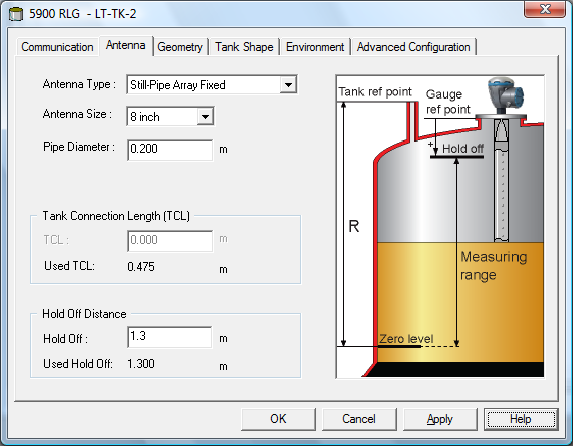 5900 RLG - LT-TK-2
Communication Antenna Geometry Tank Shape Environment Advanced Configuration
Antenna Type : Still-Pipe Array Fixed
Antenna Size : 8 inch
Pipe Diameter : 0.200 m
Tank Connection Length (TCL)
TCL : 0.000 m
Used TCL: 0.475 m
Hold Off Distance
Hold Off : 1.3 m
Used Hold Off: 1.300 m
Tank ref point
Gauge
ref point
+
Hold off
R
Measuring
range
Zero level
OK Cancel Apply Help